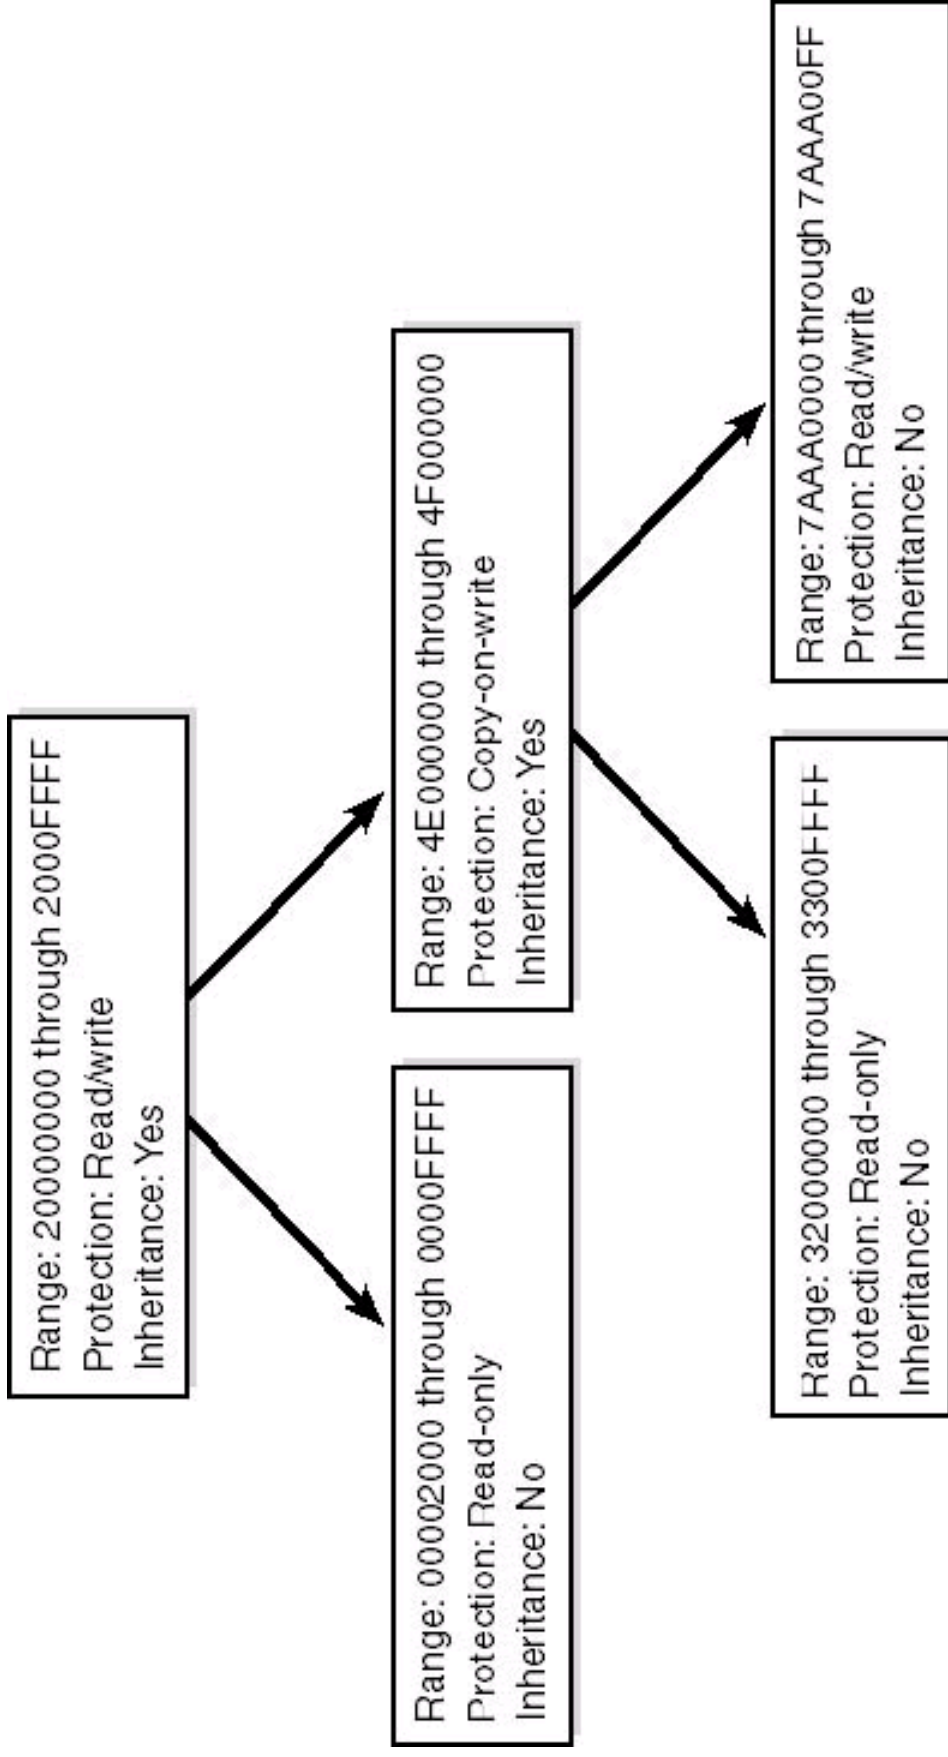 Range: 20000000 through 2000FFFF
Protection: Read/write
Inheritance: Yes
Range: 00002000 through 0000FFFF
Protection: Read-only
Inheritance: No
Range: 4E000000 through 4F000000
Protection: Copy-on-write
Inheritance: Yes
Range: 32000000 through 3300FFFF
Protection: Read-only
Inheritance: No
Range: 7AAA0000 through 7AAA00FF
Protection: Read/write
Inheritance: No